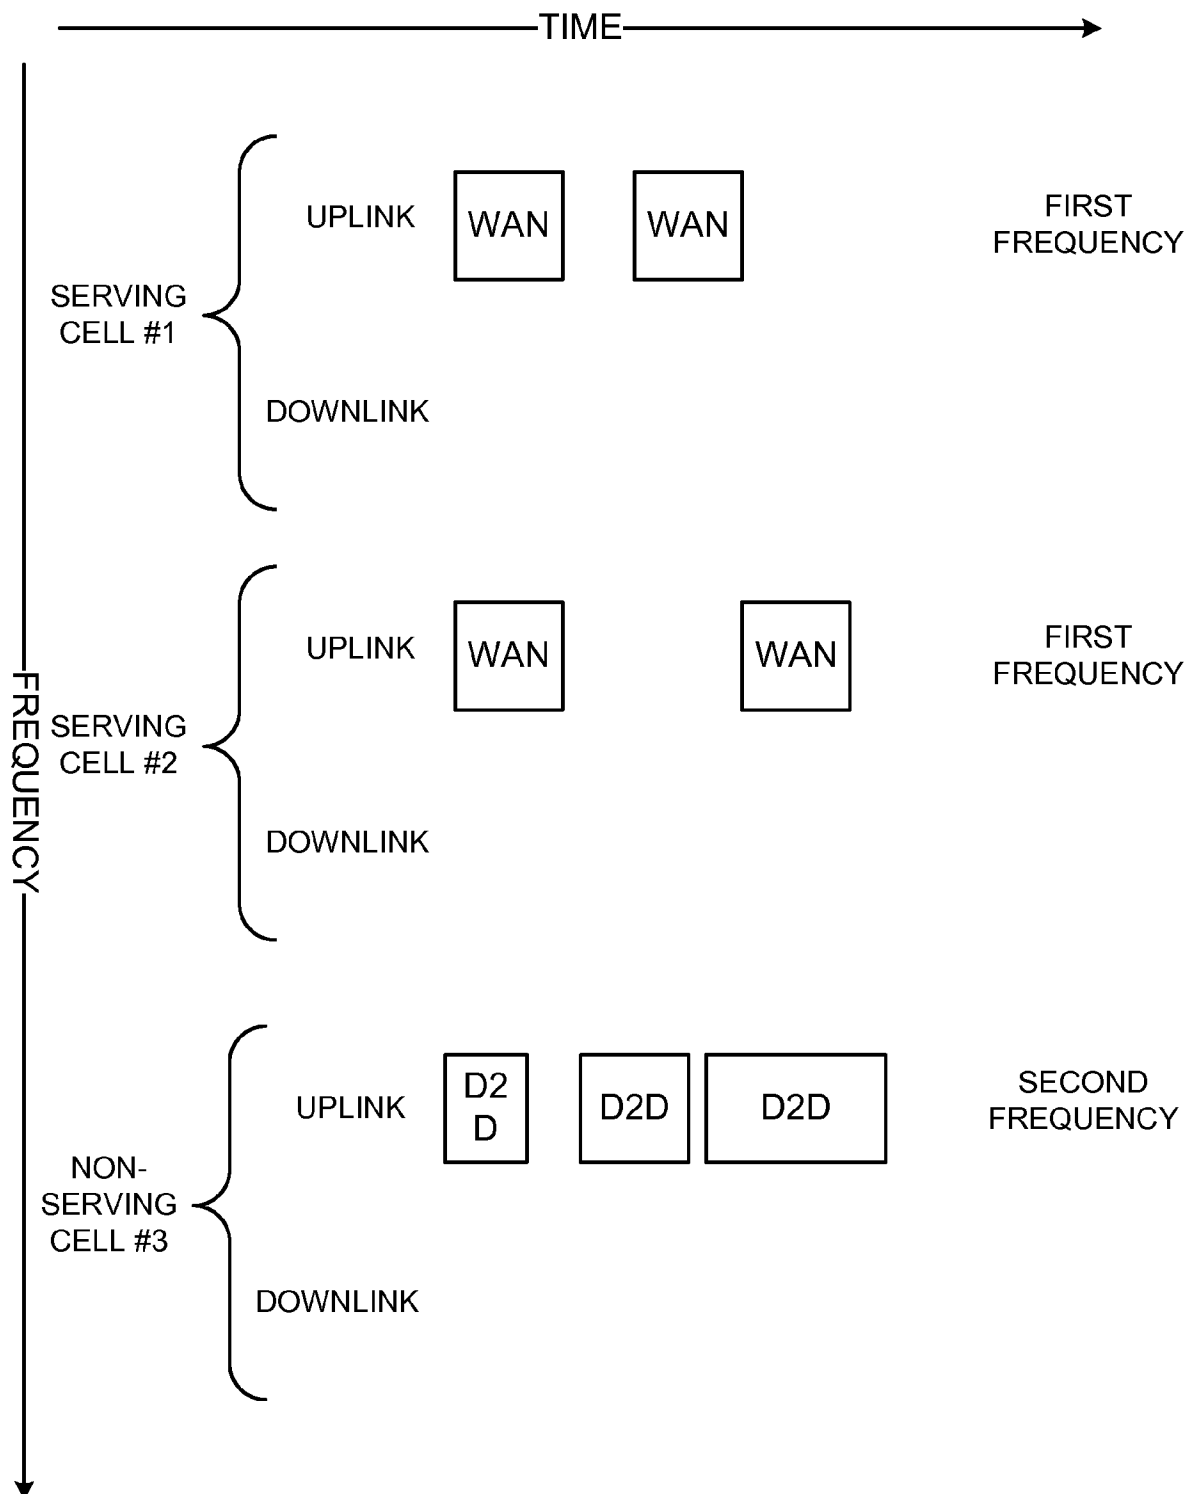 TIME
UPLINK
WAN
WAN
FIRST
FREQUENCY
SERVING
CELL #1
DOWNLINK
UPLINK
WAN
WAN
FIRST
FREQUENCY
FREQUENCY
SERVING
CELL #2
DOWNLINK
UPLINK
D2
D
D2D
D2D
SECOND
FREQUENCY
NON-
SERVING
CELL #3
DOWNLINK